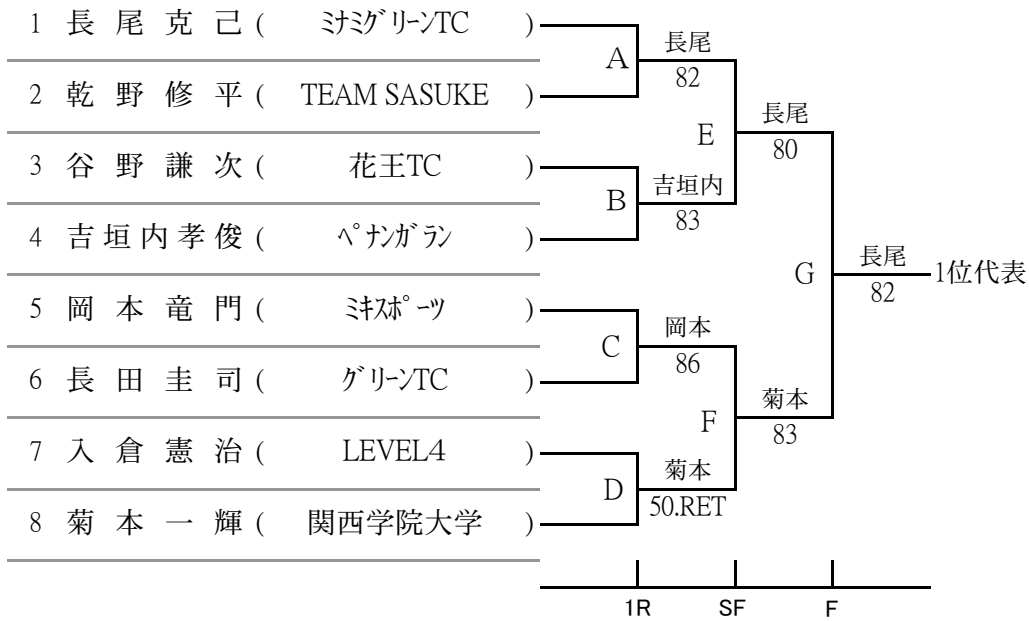 1 長尾克己 ( ミナミグリーンTC )
2 乾野修平 ( TEAM SASUKE )
3 谷野謙次 ( 花王TC )
4 吉垣内孝俊 ( ペナンガラン )
5 岡本竜門 ( ミキスポーツ )
6 長田圭司 ( グリーンTC )
7 入倉憲治 ( LEVEL4 )
8 菊本一輝 ( 関西学院大学 )
A
長尾
82
B
吉垣内
83
C
岡本
86
D
菊本
50.RET
E
長尾
80
F
菊本
83
G
長尾
82
1位代表
1R SF F